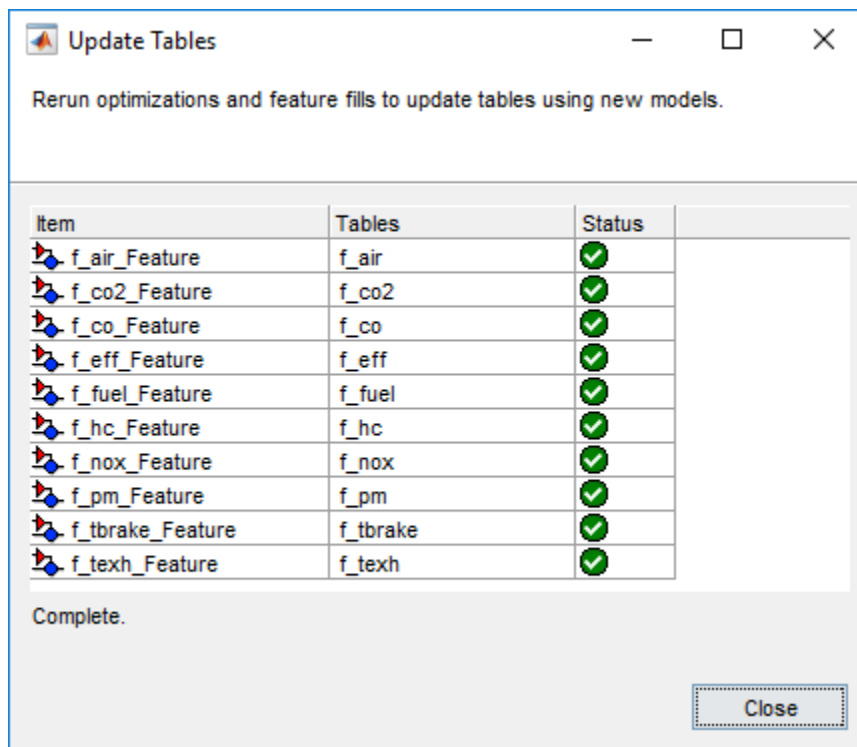 Update Tables
Rerun optimizations and feature fills to update tables using new models.
Item Tables Status
f_air_Feature f_air
f_co2_Feature f_co2
f_co_Feature f_co
f_eff_Feature f_eff
f_fuel_Feature f_fuel
f_hc_Feature f_hc
f_nox_Feature f_nox
f_pm_Feature f_pm
f_tbrake_Feature f_tbrake
f_texh_Feature f_texh
Complete.
Close